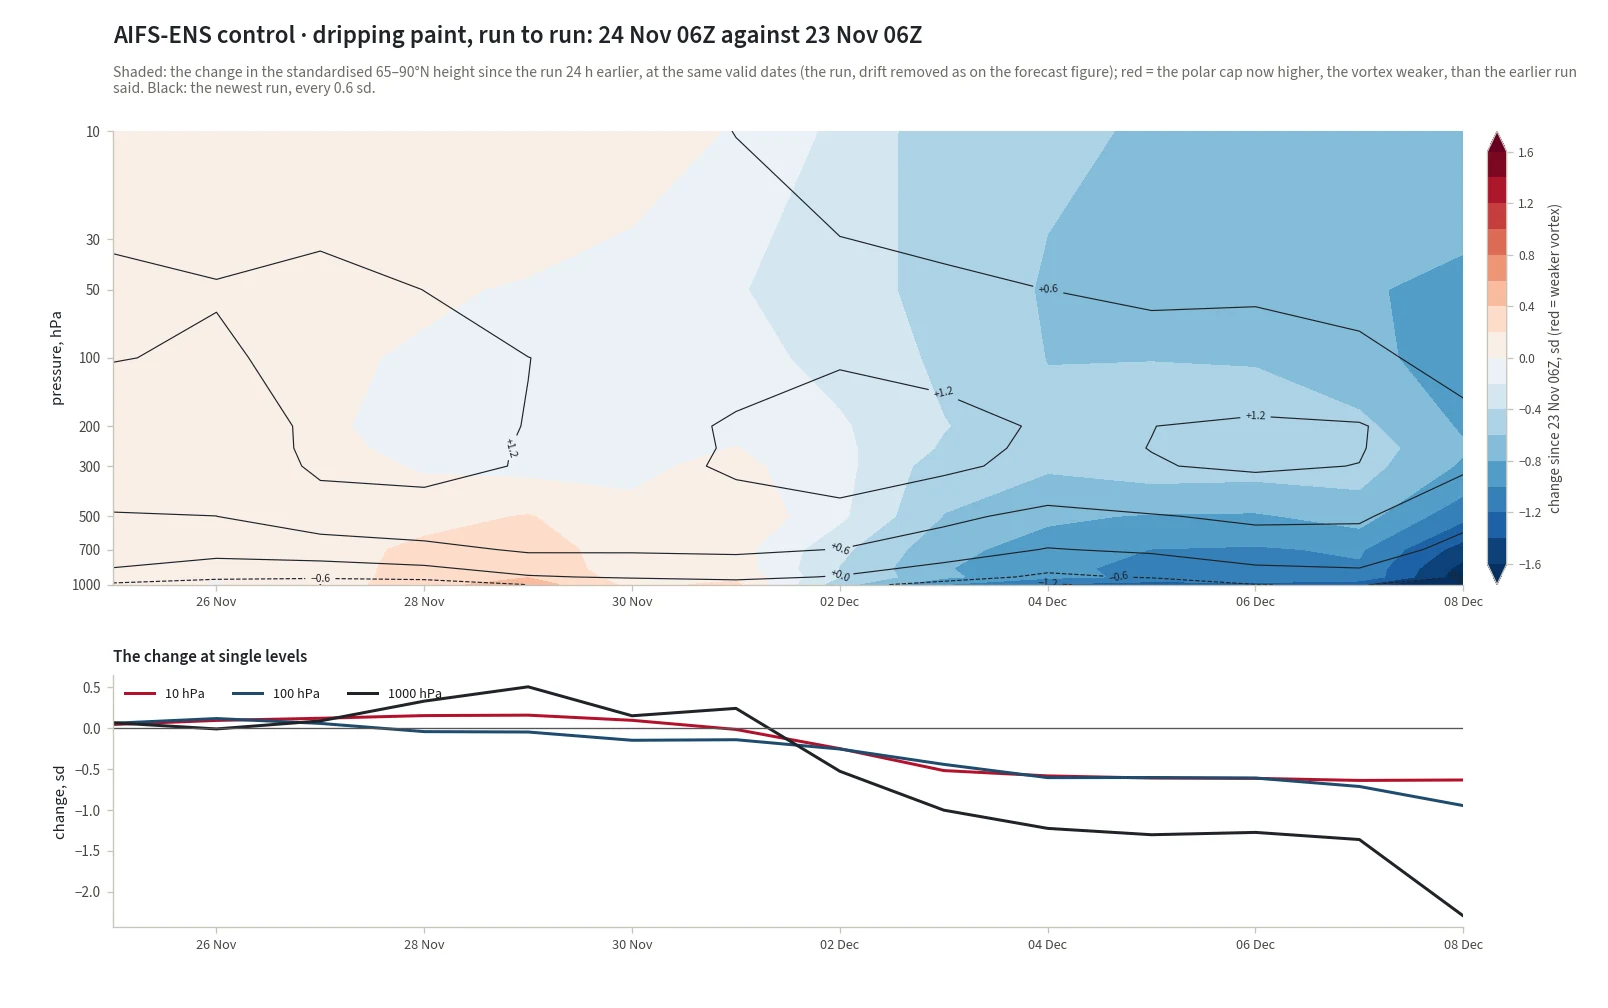 AIFS-ENS control · dripping paint, run to run: 24 Nov 06Z against 23 Nov 06Z
Shaded: the change in the standardised 65–90°N height since the run 24 h earlier, at the same valid dates (the run, drift removed as on the forecast figure); red = the polar cap now higher, the vortex weaker, than the earlier run
said. Black: the newest run, every 0.6 sd.
pressure, hPa
10
30
50
100
200
300
500
700
1000
+0.6
+1.2
+1.2
+1.2
+0.6
+0.0
−0.6
−1.2
−0.6
26 Nov
28 Nov
30 Nov
02 Dec
04 Dec
06 Dec
08 Dec
1.6
1.2
0.8
0.4
0.0
−0.4
−0.8
−1.2
−1.6
change since 23 Nov 06Z, sd (red = weaker vortex)
The change at single levels
10 hPa
100 hPa
1000 hPa
change, sd
0.5
0.0
−0.5
−1.0
−1.5
−2.0
26 Nov
28 Nov
30 Nov
02 Dec
04 Dec
06 Dec
08 Dec